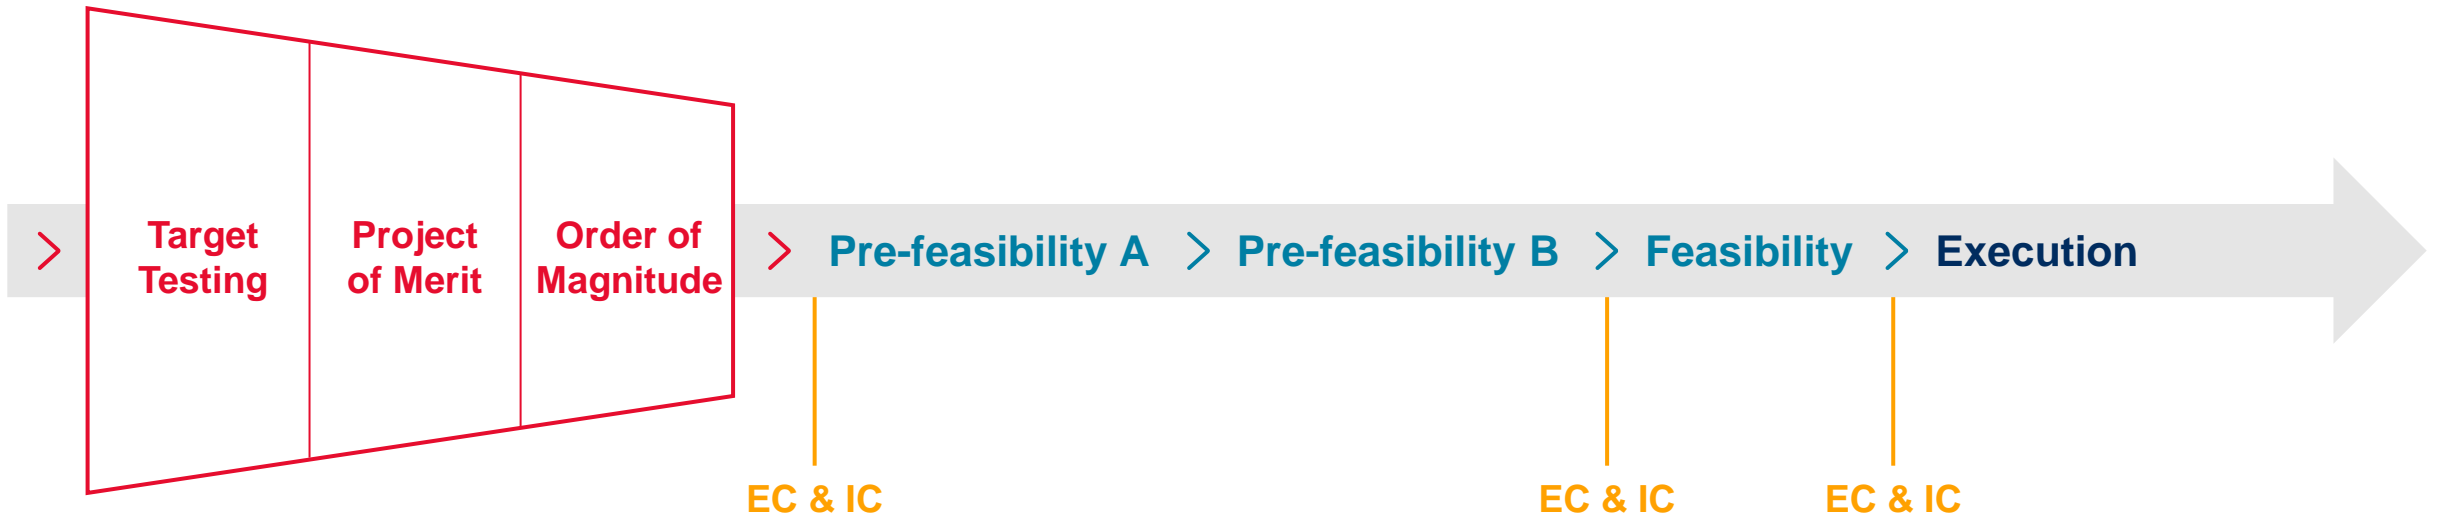 Target
Testing
Project
of Merit
Order of
Magnitude
Pre-feasibility A
Pre-feasibility B
Feasibility
Execution
EC & IC
EC & IC
EC & IC